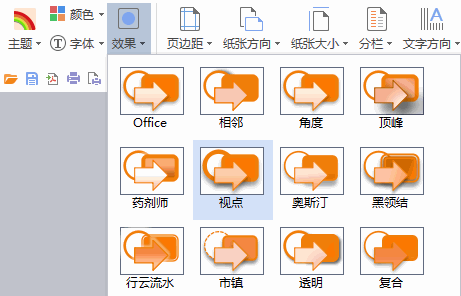 颜色
主题
字体
效果
页边距
纸张方向
纸张大小
分栏
文字方向
Office
相邻
角度
顶峰
药剂师
视点
奥斯汀
黑领结
行云流水
市镇
透明
复合